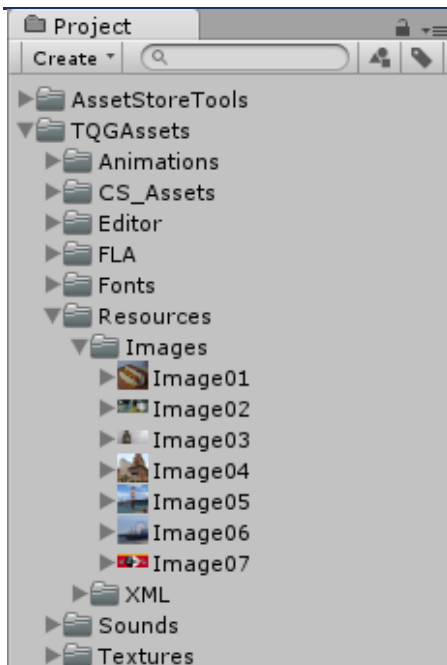 Project
Create
AssetStoreTools
TQGAssets
Animations
CS_Assets
Editor
FLA
Fonts
Resources
Images
Image01
Image02
Image03
Image04
Image05
Image06
Image07
XML
Sounds
Textures